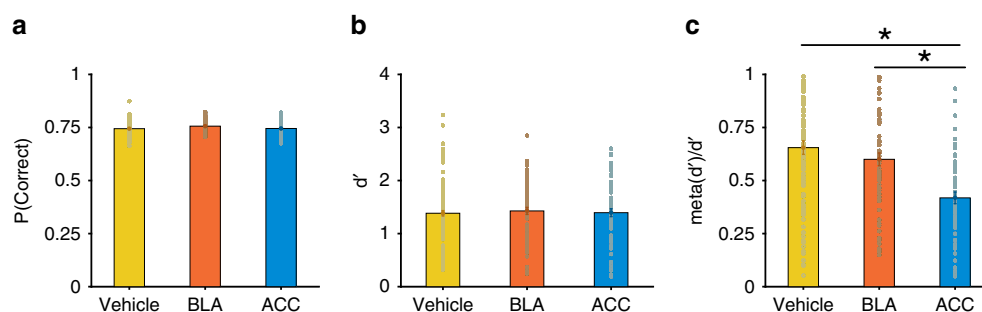 a
b
c
*
*
1
0.75
0.5
0.25
0
P(Correct)
Vehicle BLA ACC
4
3
2
1
0
d′
Vehicle BLA ACC
1
0.75
0.5
0.25
0
meta(d′)/d′
Vehicle BLA ACC